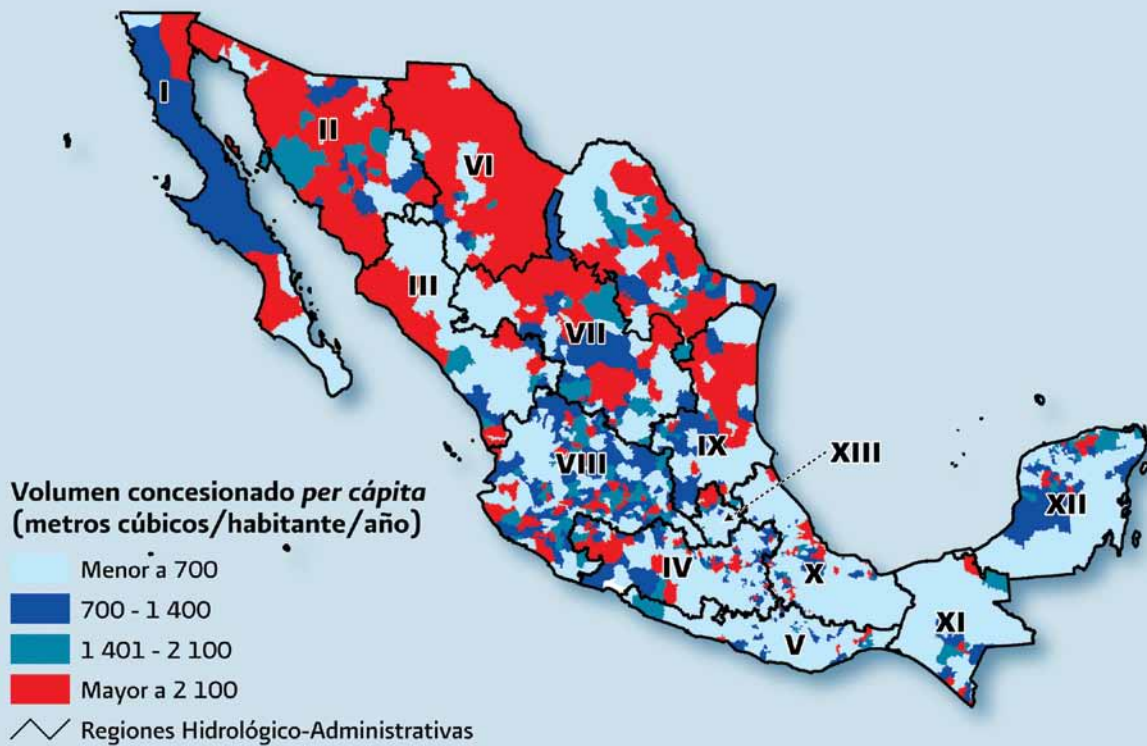 I
II
VI
III
VII
IX
XIII
VIII
XII
IV
X
XI
V
Volumen concesionado per cápita
(metros cúbicos/habitante/año)
Menor a 700
700 - 1 400
1 401 - 2 100
Mayor a 2 100
Regiones Hidrológico-Administrativas